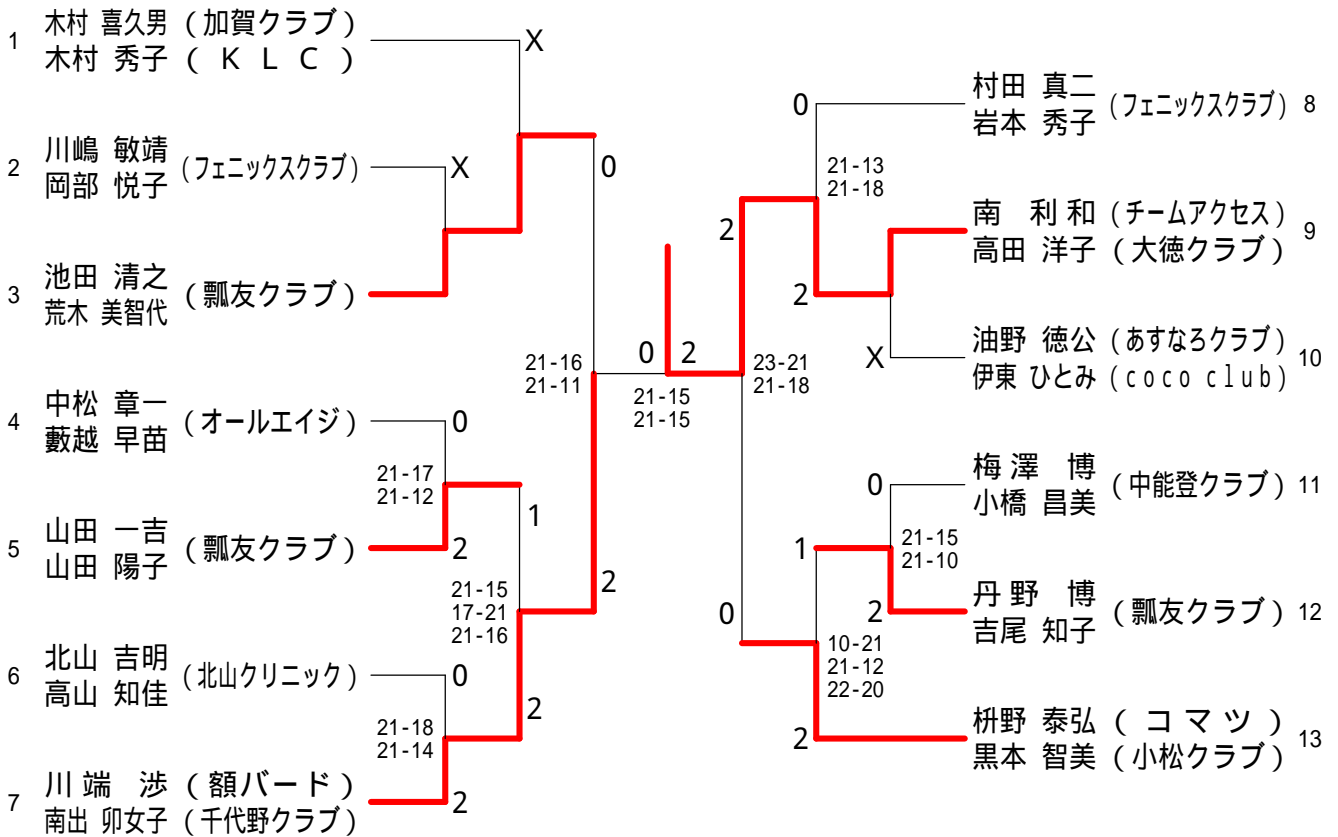 1 木村 喜久男 (加賀クラブ)
木村 秀子 (KLC)
X
2 川嶋 敏靖 (フェニックスクラブ)
岡部 悦子
X
3 池田 清之 (瓢友クラブ)
荒木 美智代
0
4 中松 章一 (オールエイジ)
藪越 早苗
0
21-17
21-12
5 山田 一吉 (瓢友クラブ)
山田 陽子
2
1
21-16
21-11
21-15
17-21
21-16
2
6 北山 吉明 (北山クリニック)
高山 知佳
0
21-18
21-14
2
7 川端 渉 (額バード)
南出 卯女子 (千代野クラブ)
2
0 2
21-15
21-15
村田 真二 (フェニックスクラブ) 8
岩本 秀子
0
21-13
21-18
南 利和 (チームアクセス) 9
高田 洋子 (大徳クラブ)
2
2
油野 徳公 (あすなろクラブ) 10
伊東 ひとみ (coco club)
X
23-21
21-18
梅澤 博 (中能登クラブ) 11
小橋 昌美
0
21-15
21-10
1
丹野 博 (瓢友クラブ) 12
吉尾 知子
2
0
10-21
21-12
22-20
枡野 泰弘 (コマツ) 13
黒本 智美 (小松クラブ)
2